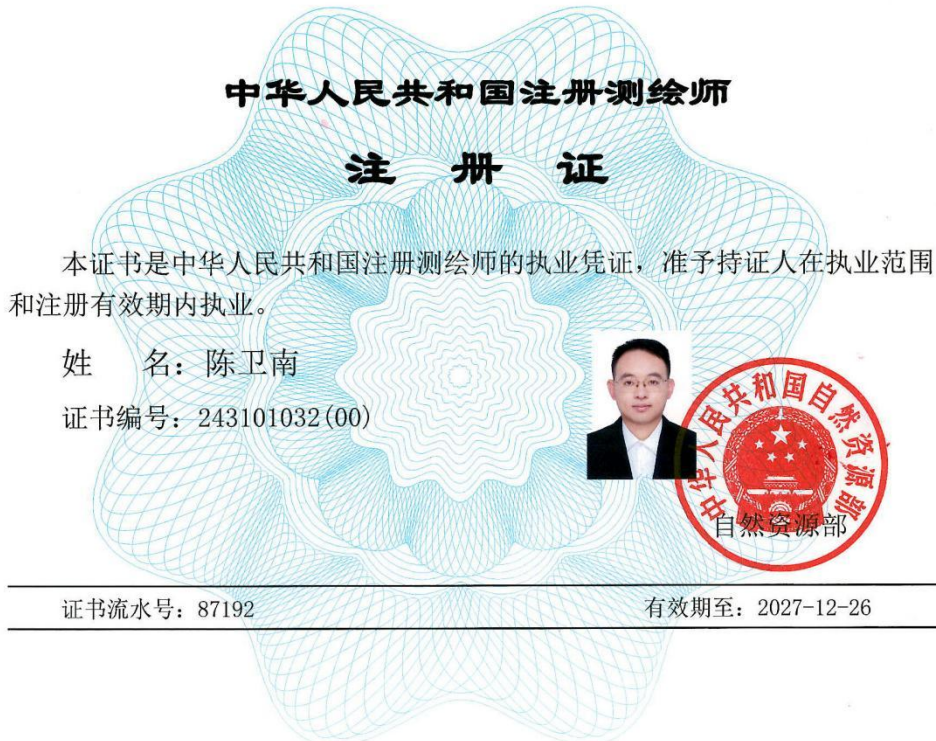 中华人民共和国注册测绘师
注 册 证
本证书是中华人民共和国注册测绘师的执业凭证，准予持证人在执业范围
和注册有效期内执业。
姓 名：陈卫南
证书编号：243101032(00)
中华人民共和国自然资源部
自然资源部
证书流水号：87192 有效期至：2027-12-26